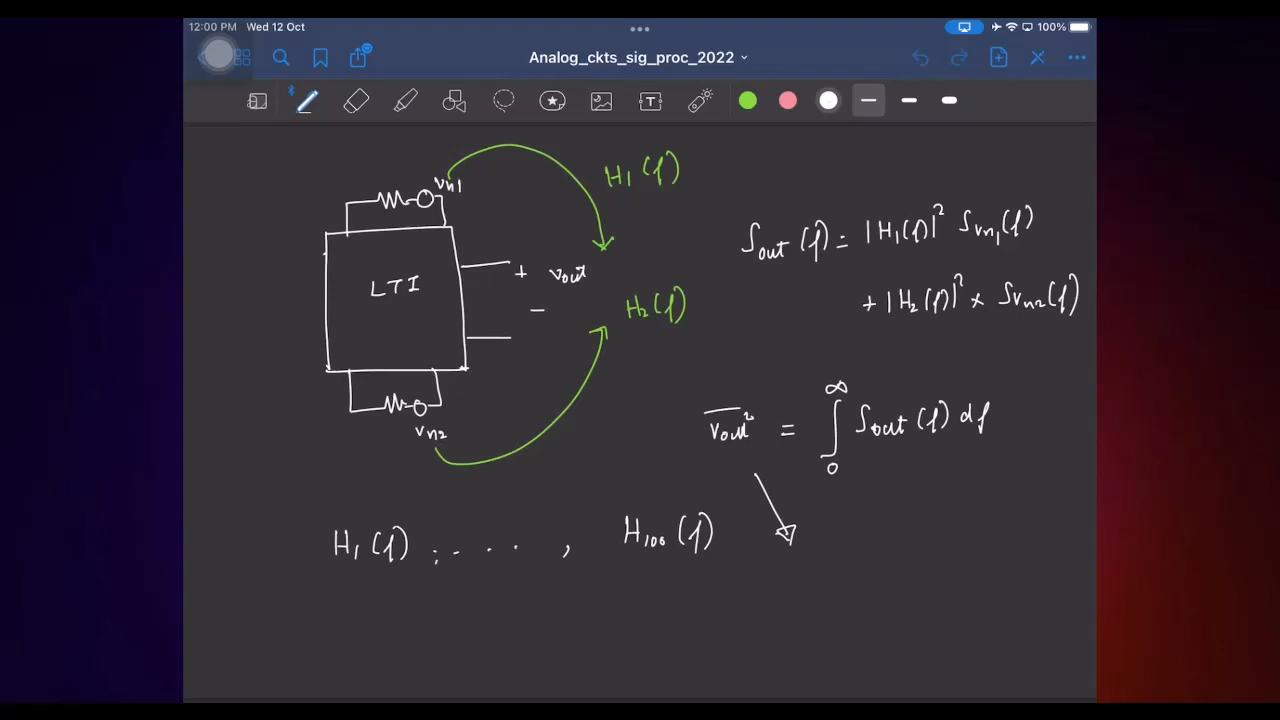 12:00 PM Wed 12 Oct
100%
Analog_ckts_sig_proc_2022
T
vn1
H1(f)
LTI
+ vout
−
H2(f)
vn2
Sout(f) = |H1(f)|² Svn1(f)
+ |H2(f)|² × Svn2(f)
vout² = ∫₀^∞ Sout(f) df
H1(f), . . . . , H100(f)